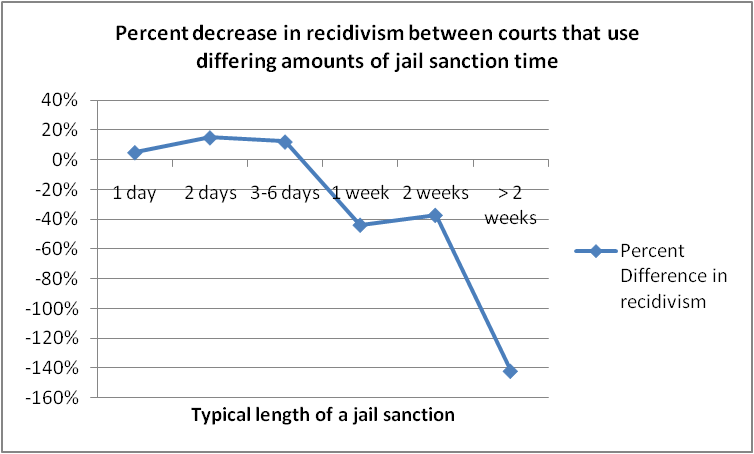 Percent decrease in recidivism between courts that use
differing amounts of jail sanction time
40%
20%
0%
-20%
-40%
-60%
-80%
-100%
-120%
-140%
-160%
1 day 2 days 3-6 days 1 week 2 weeks > 2
weeks
Percent
Difference in
recidivism
Typical length of a jail sanction